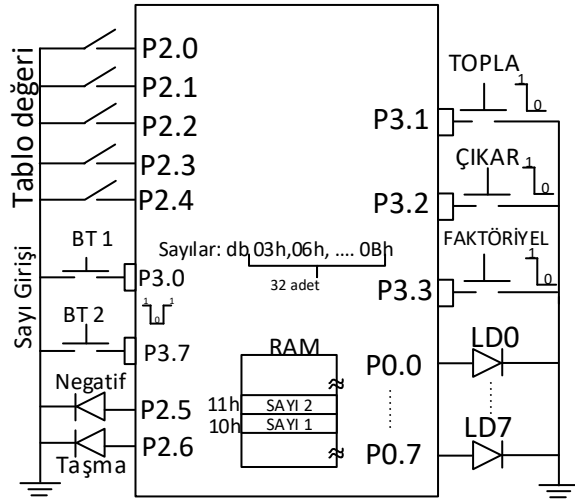 Tablo değeri
P2.0
P2.1
P2.2
P2.3
P2.4
Sayı Girişi
BT 1
P3.0
1 0 1
BT 2
P3.7
Negatif
P2.5
P2.6
Taşma
Sayılar: db 03h,06h, .... 0Bh
32 adet
RAM
11h SAYI 2
10h SAYI 1
TOPLA
1 0
P3.1
ÇIKAR
1 0
P3.2
FAKTÖRİYEL
1 0
P3.3
P0.0
LD0
P0.7
LD7